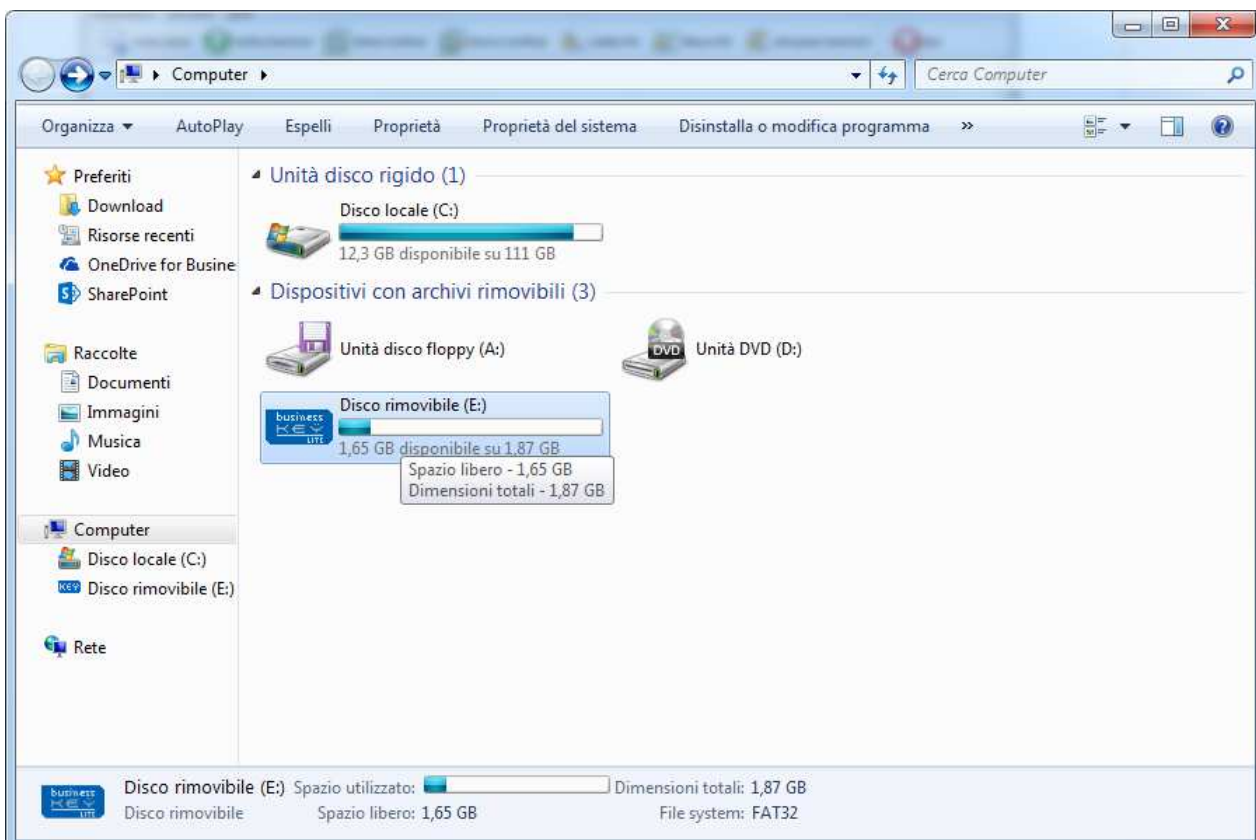 Computer
Cerca Computer
Organizza AutoPlay Espelli Proprietà Proprietà del sistema Disinstalla o modifica programma »
Preferiti
Download
Risorse recenti
OneDrive for Busine
SharePoint
Raccolte
Documenti
Immagini
Musica
Video
Computer
Disco locale (C:)
Disco rimovibile (E:)
Rete
Unità disco rigido (1)
Disco locale (C:)
12,3 GB disponibile su 111 GB
Dispositivi con archivi rimovibili (3)
Unità disco floppy (A:)
DVD
Unità DVD (D:)
business
KEY
LITE
Disco rimovibile (E:)
1,65 GB disponibile su 1,87 GB
Spazio libero - 1,65 GB
Dimensioni totali - 1,87 GB
business
KEY
LITE
Disco rimovibile (E:) Spazio utilizzato: Dimensioni totali: 1,87 GB
Disco rimovibile Spazio libero: 1,65 GB File system: FAT32